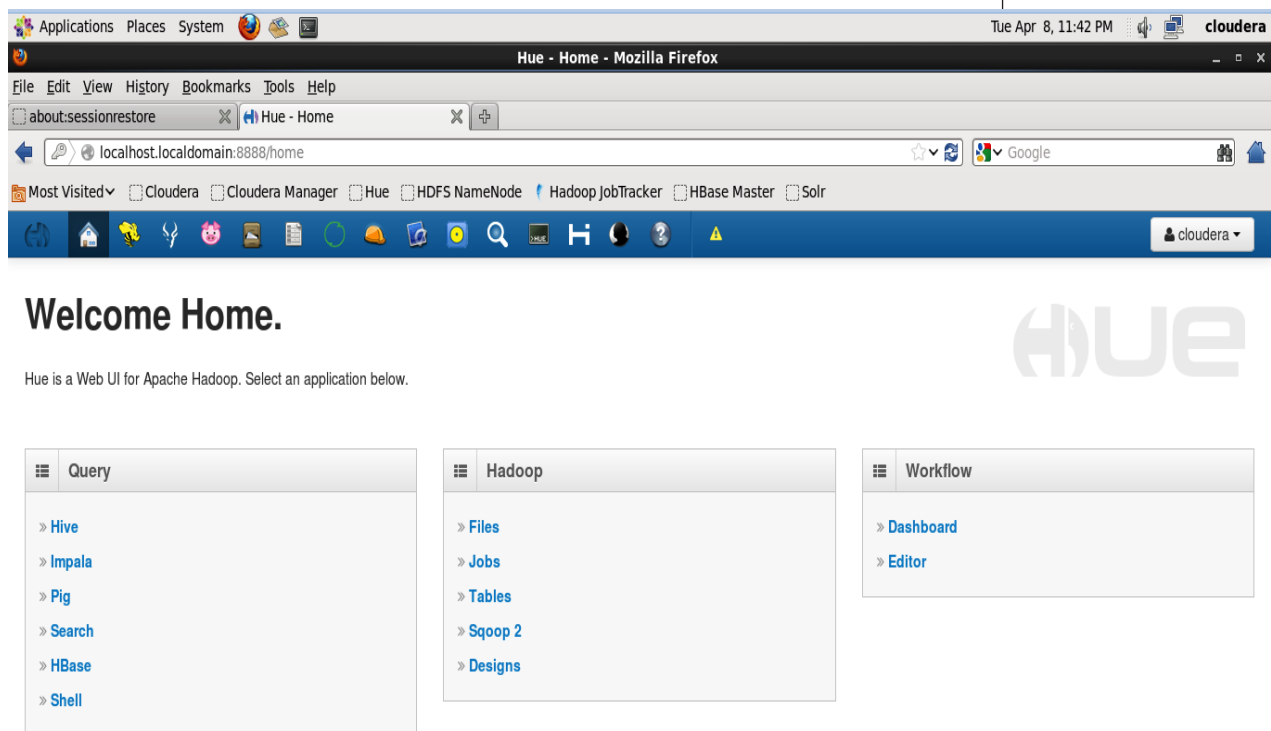 Applications Places System Tue Apr 8, 11:42 PM cloudera
Hue - Home - Mozilla Firefox
File Edit View History Bookmarks Tools Help
about:sessionrestore Hue - Home
localhost.localdomain:8888/home Google
Most Visited Cloudera Cloudera Manager Hue HDFS NameNode Hadoop JobTracker HBase Master Solr
cloudera
Welcome Home.
HUE
Hue is a Web UI for Apache Hadoop. Select an application below.
Query
Hive
Impala
Pig
Search
HBase
Shell
Hadoop
Files
Jobs
Tables
Sqoop 2
Designs
Workflow
Dashboard
Editor